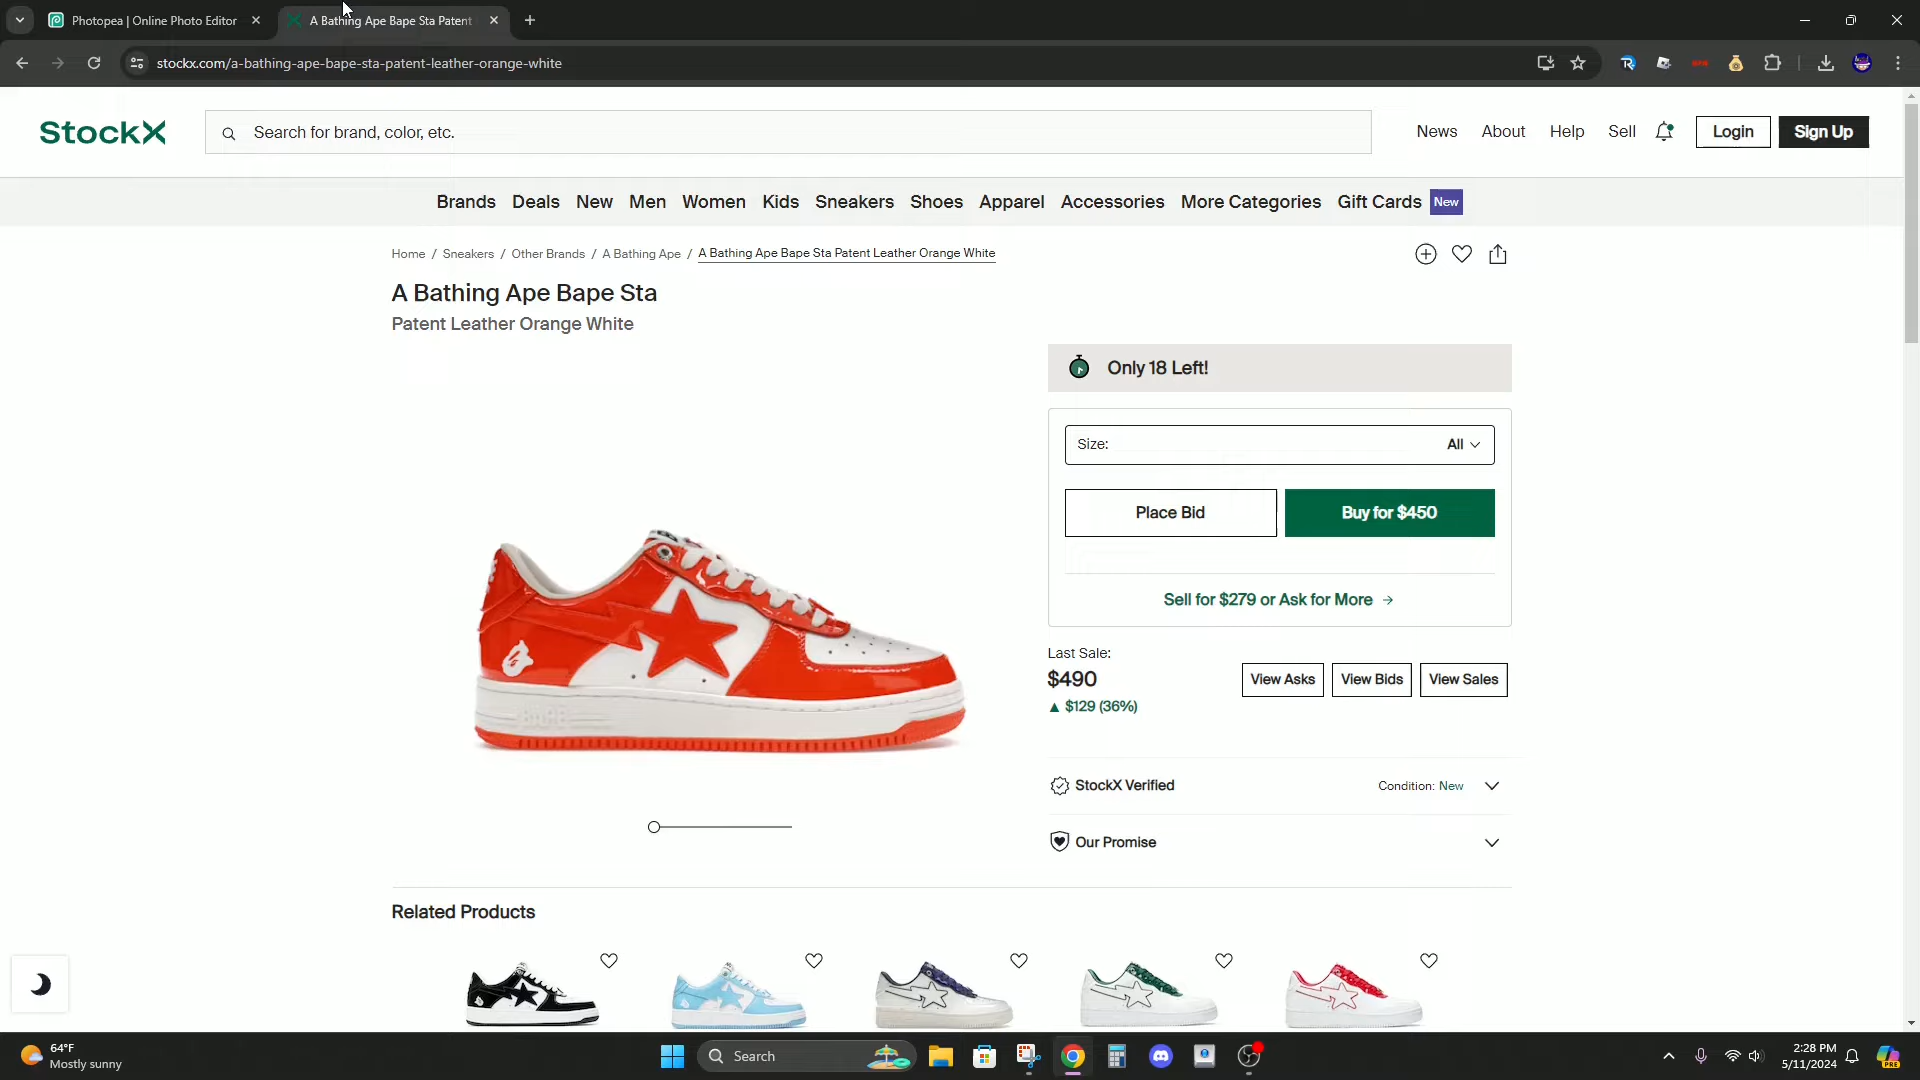 Photopea | Online Photo Editor
A Bathing Ape Bape Sta Patent
stockx.com/a-bathing-ape-bape-sta-patent-leather-orange-white
StockX
Search for brand, color, etc.
News About Help Sell Login Sign Up
Brands Deals New Men Women Kids Sneakers Shoes Apparel Accessories More Categories Gift Cards New
Home / Sneakers / Other Brands / A Bathing Ape / A Bathing Ape Bape Sta Patent Leather Orange White
A Bathing Ape Bape Sta
Patent Leather Orange White
Only 18 Left!
Size: All
Place Bid Buy for $450
Sell for $279 or Ask for More →
Last Sale:
$490
▲ $129 (36%)
View Asks View Bids View Sales
StockX Verified Condition: New
Our Promise
Related Products
64°F
Mostly sunny
Search
2:28 PM
5/11/2024